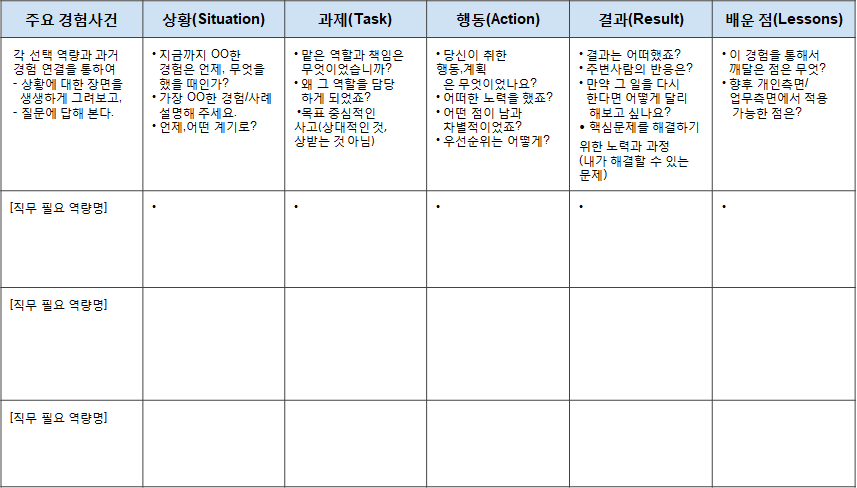 주요 경험사건
상황(Situation)
과제(Task)
행동(Action)
결과(Result)
배운 점(Lessons)
각 선택 역량과 과거
경험 연결을 통하여
- 상황에 대한 장면을
생생하게 그려보고,
- 질문에 답해 본다.
• 지금까지 OO한
경험은 언제, 무엇을
했을 때인가?
• 가장 OO한 경험/사례
설명해 주세요.
• 언제,어떤 계기로?
• 맡은 역할과 책임은
무엇이었습니까?
• 왜 그 역할을 담당
하게 되었죠?
•목표 중심적인
사고(상대적인 것,
상받는 것 아님)
• 당신이 취한
행동,계획
은 무엇이었나요?
• 어떠한 노력을 했죠?
• 어떤 점이 남과
차별적이었죠?
• 우선순위는 어떻게?
• 결과는 어떠했죠?
• 주변사람의 반응은?
• 만약 그 일을 다시
한다면 어떻게 달리
해보고 싶나요?
• 핵심문제를 해결하기
위한 노력과 과정
(내가 해결할 수 있는
문제)
• 이 경험을 통해서
깨달은 점은 무엇?
• 향후 개인측면/
업무측면에서 적용
가능한 점은?
[직무 필요 역량명]
•
•
•
•
•
[직무 필요 역량명]
[직무 필요 역량명]